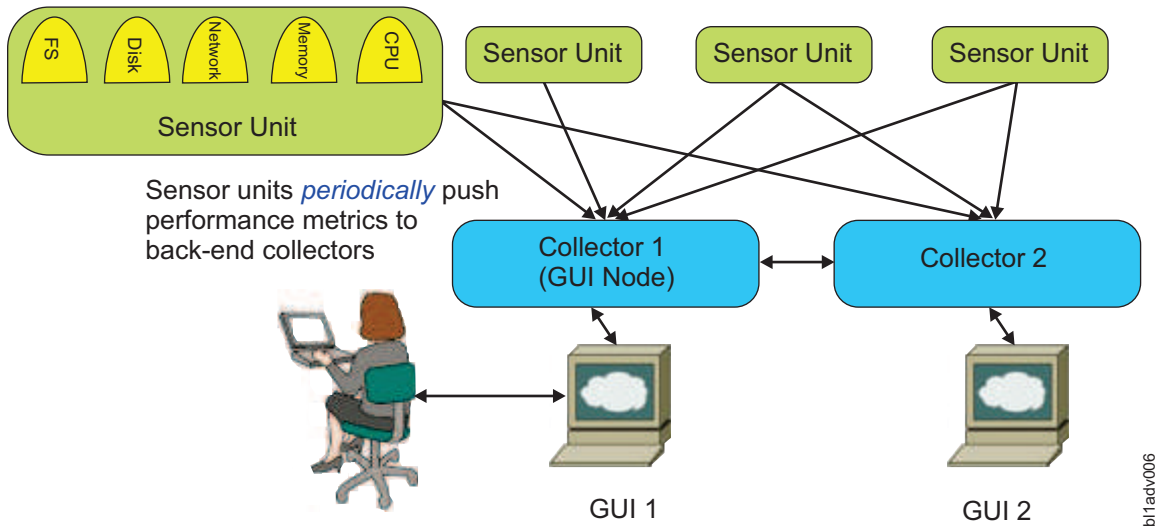 FS
Disk
Network
Memory
CPU
Sensor Unit
Sensor Unit
Sensor Unit
Sensor Unit
Sensor units periodically push
performance metrics to
back-end collectors
Collector 1
(GUI Node)
Collector 2
GUI 1
GUI 2
bl1adv006